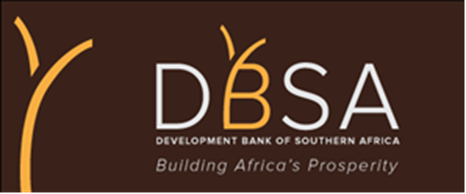 DBSA
DEVELOPMENT BANK OF SOUTHERN AFRICA
Building Africa's Prosperity